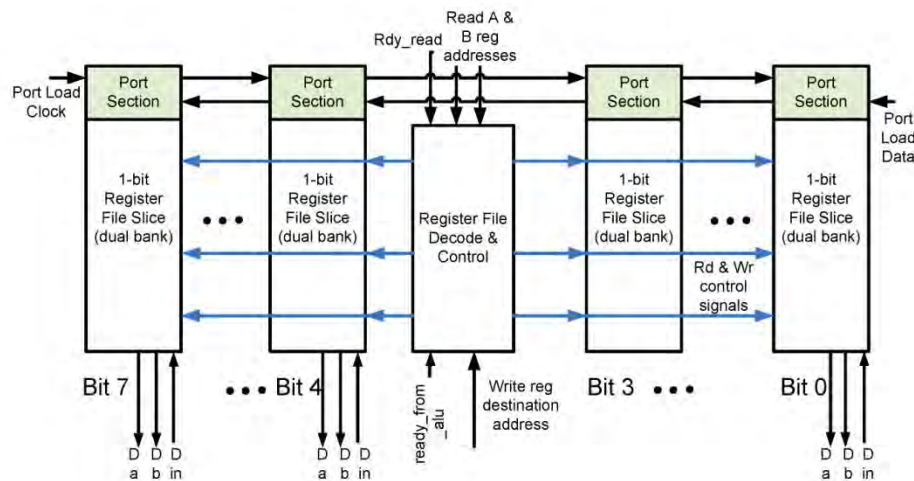 Read A &
B reg
addresses
Rdy_read
Port Load
Clock
Port
Section
Port
Section
Port
Section
Port
Section
Port
Load
Data
1-bit
Register
File Slice
(dual bank)
1-bit
Register
File Slice
(dual bank)
Register File
Decode &
Control
1-bit
Register
File Slice
(dual bank)
1-bit
Register
File Slice
(dual bank)
Rd & Wr
control
signals
Bit 7
Bit 4
Bit 3
Bit 0
ready_from
_alu
Write reg
destination
address
D
a
D
b
D
in
D
a
D
b
D
in
D
a
D
b
D
in